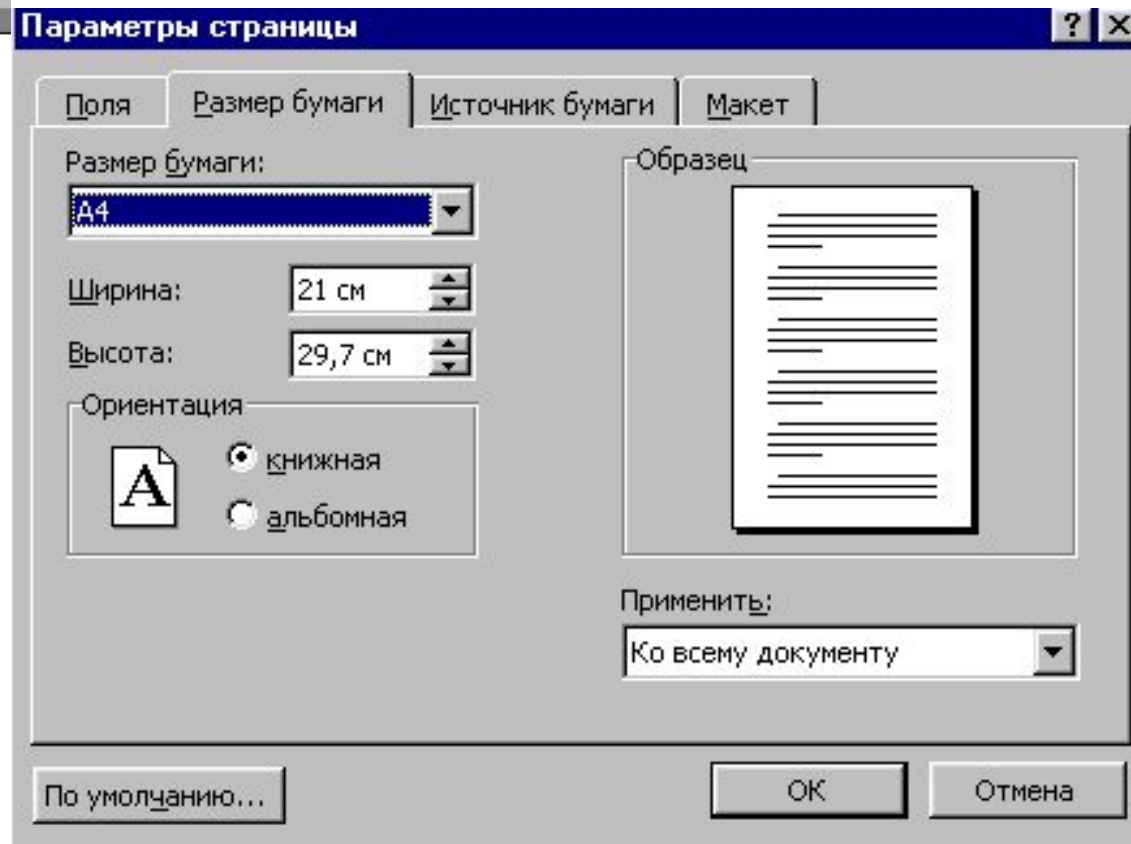 Параметры страницы
Поля Размер бумаги Источник бумаги Макет
Размер бумаги:
A4
Ширина: 21 см
Высота: 29,7 см
Ориентация
A
книжная
альбомная
Образец
Применить:
Ко всему документу
По умолчанию... ОК Отмена